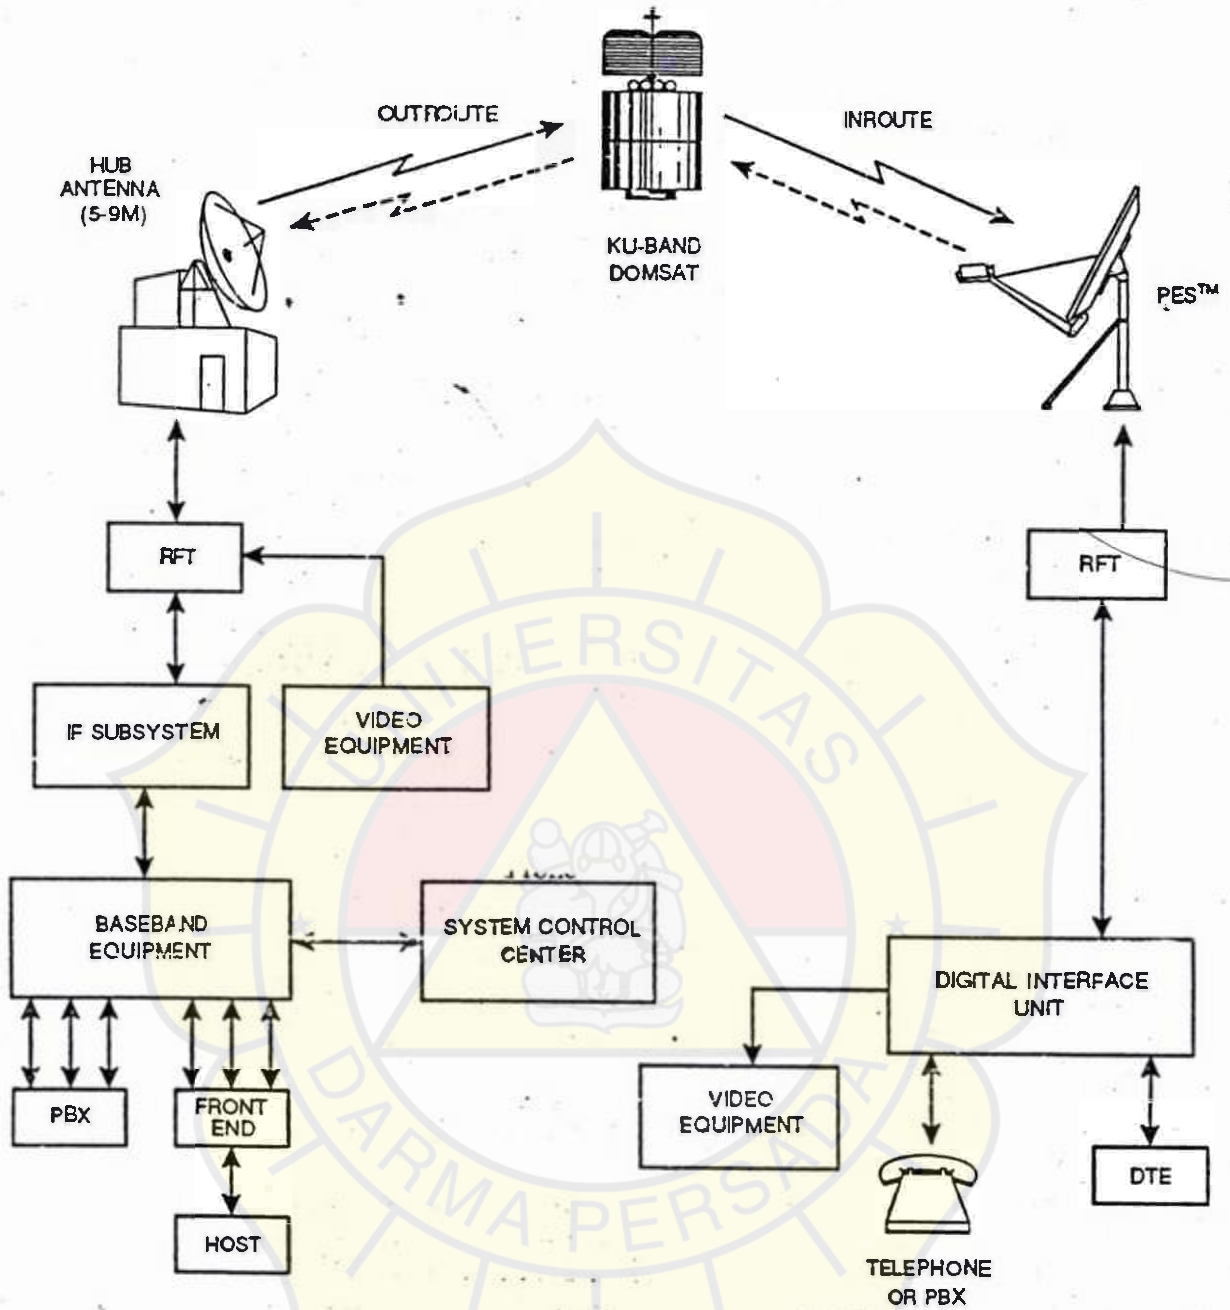 OUTROUTE
INROUTE
HUB
ANTENNA
(5-9M)
KU-BAND
DOMSAT
PES™
RFT
RFT
IF SUBSYSTEM
VIDEO
EQUIPMENT
BASEBAND
EQUIPMENT
SYSTEM CONTROL
CENTER
DIGITAL INTERFACE
UNIT
PBX
FRONT
END
VIDEO
EQUIPMENT
DTE
HOST
TELEPHONE
OR PBX
UNIVERSITAS
DARMA PERSADA